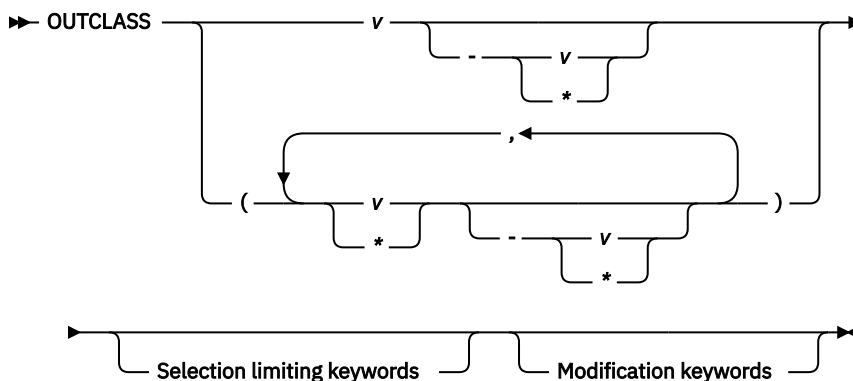 OUTCLASS v
- v
*
,
( v )
*
- v
*
Selection limiting keywords Modification keywords